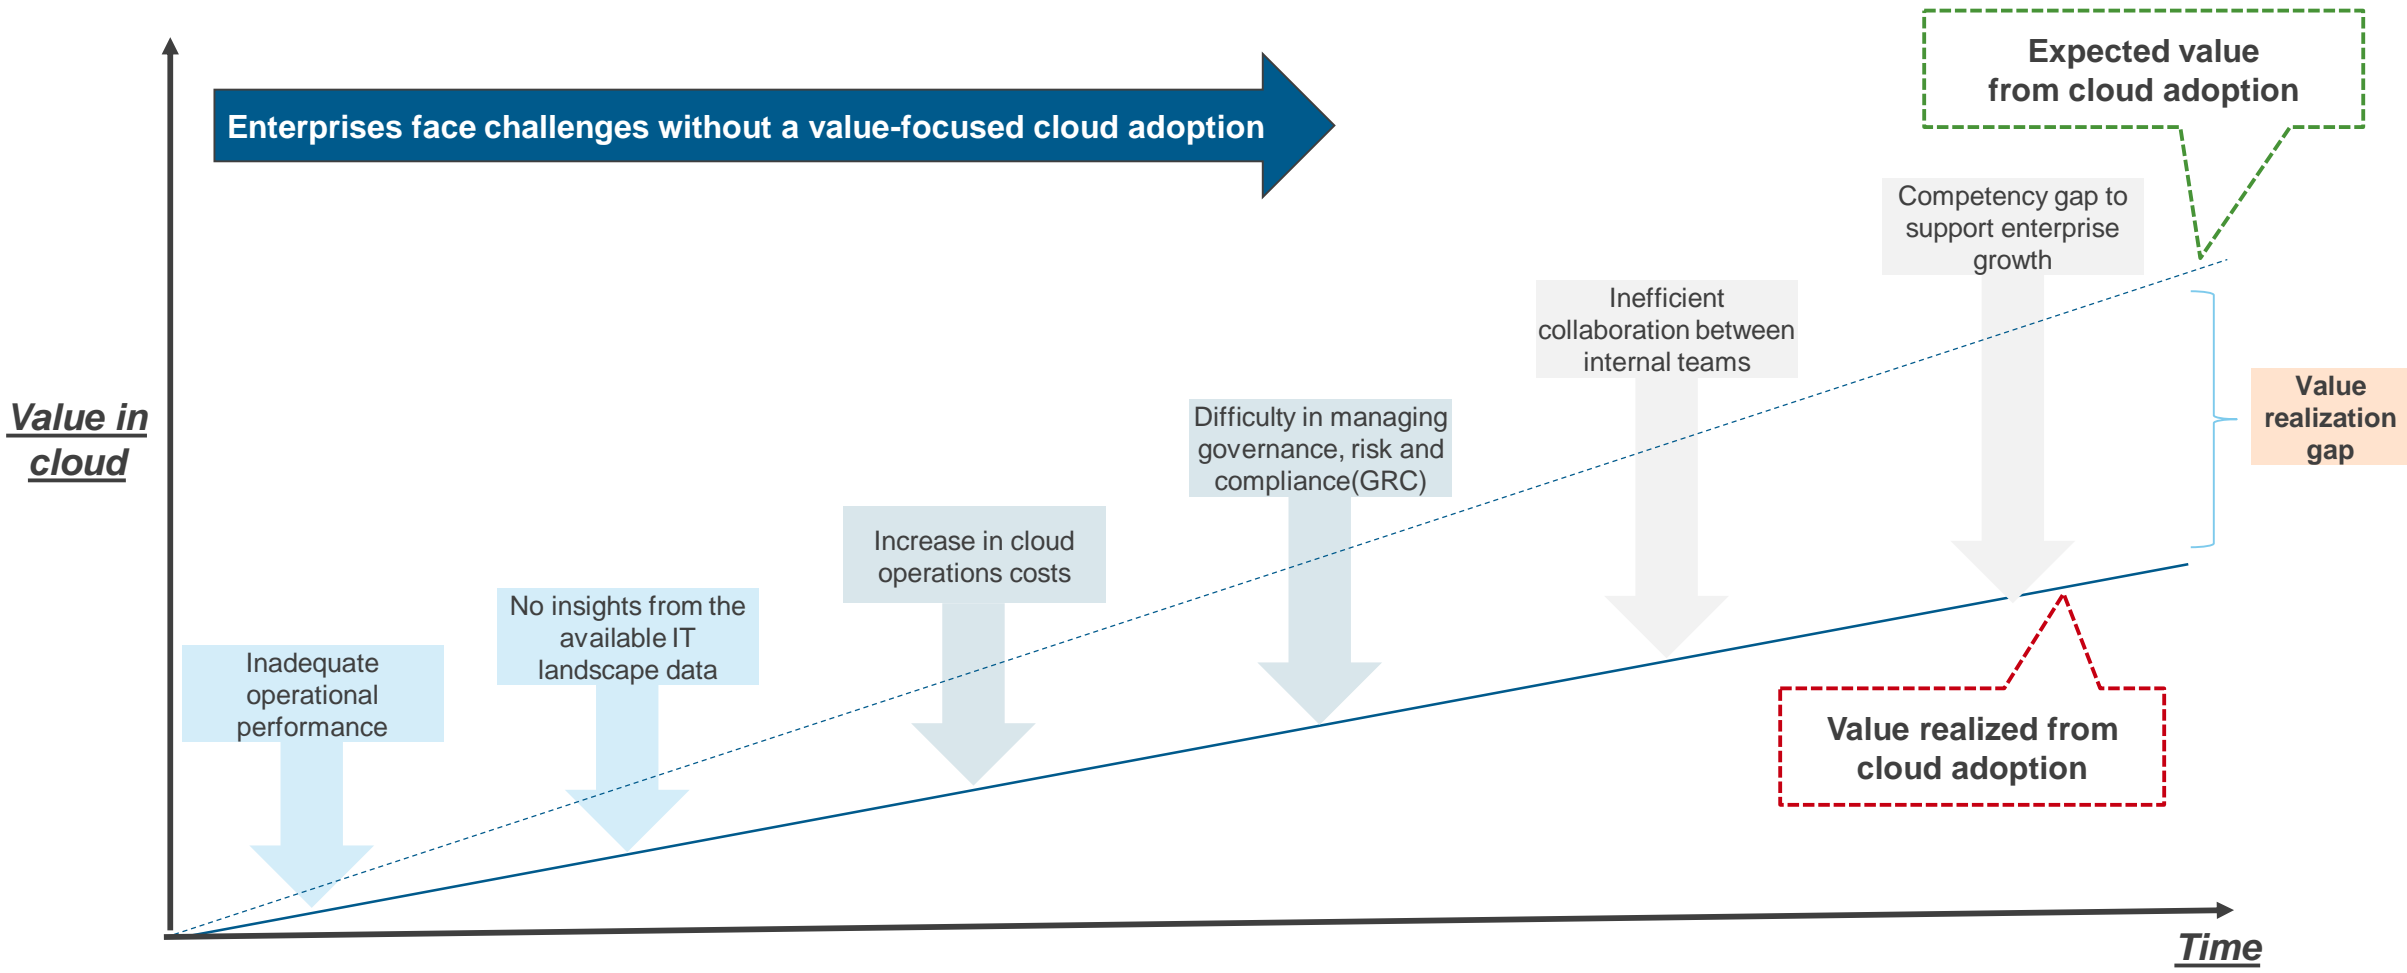 Expected value
from cloud adoption
Enterprises face challenges without a value-focused cloud adoption
Competency gap to
support enterprise
growth
Inefficient
collaboration between
internal teams
Value
realization
gap
Value in
cloud
Difficulty in managing
governance, risk and
compliance(GRC)
Increase in cloud
operations costs
No insights from the
available IT
landscape data
Inadequate
operational
performance
Value realized from
cloud adoption
Time